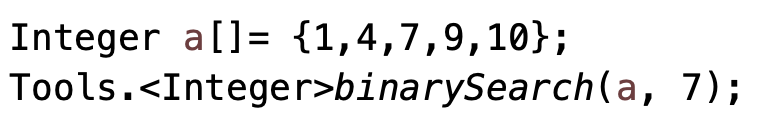 Integer a[]= {1,4,7,9,10};
Tools.<Integer>binarySearch(a, 7);